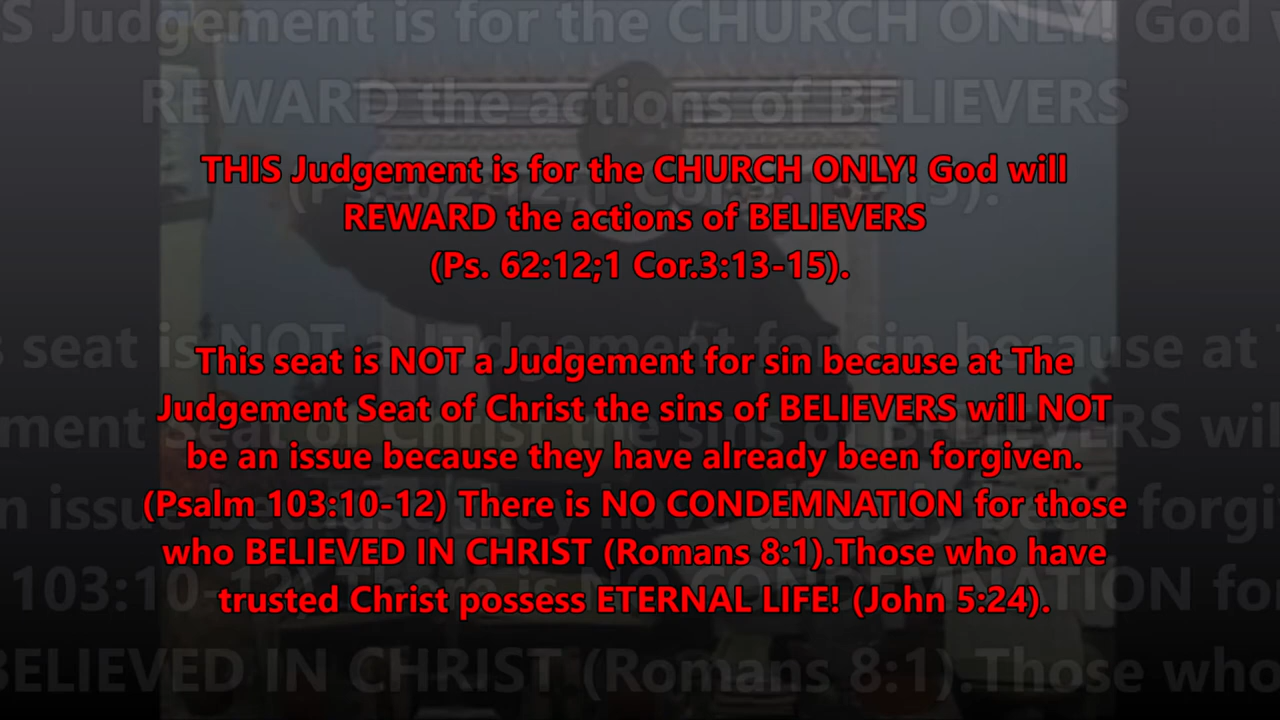 THIS Judgement is for the CHURCH ONLY! God will
REWARD the actions of BELIEVERS
(Ps. 62:12;1 Cor.3:13-15).
This seat is NOT a Judgement for sin because at The
Judgement Seat of Christ the sins of BELIEVERS will NOT
be an issue because they have already been forgiven.
(Psalm 103:10-12) There is NO CONDEMNATION for those
who BELIEVED IN CHRIST (Romans 8:1).Those who have
trusted Christ possess ETERNAL LIFE! (John 5:24).